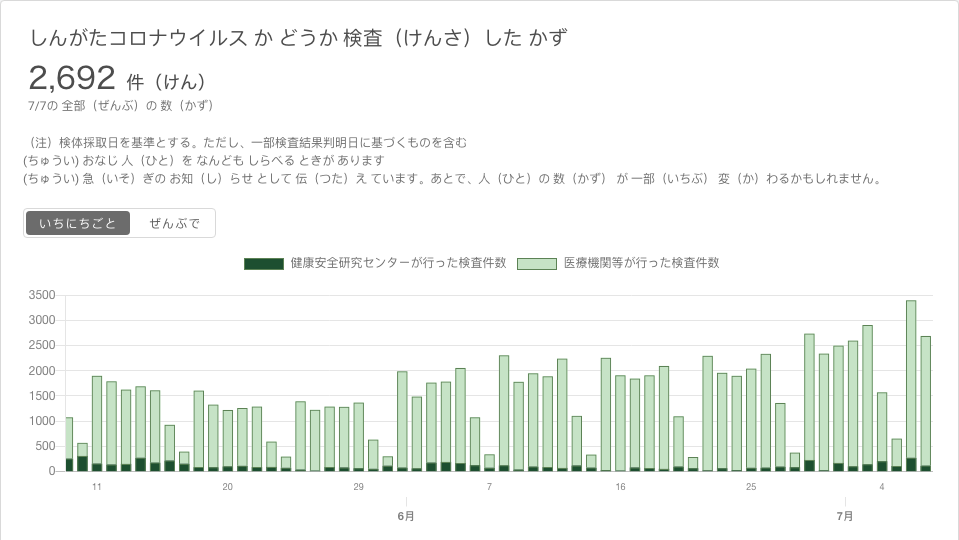 しんがたコロナウイルス か どうか 検査（けんさ）した かず
2,692 件（けん）
7/7の 全部（ぜんぶ）の 数（かず）
（注）検体採取日を基準とする。ただし、一部検査結果判明日に基づくものを含む
(ちゅうい) おなじ 人（ひと）を なんども しらべる ときが あります
(ちゅうい) 急（いそ）ぎの お知（し）らせ として 伝（つた）え ています。あとで、人（ひと）の 数（かず） が 一部（いちぶ） 変（か）わるかもしれません。
いちにちごと ぜんぶで
健康安全研究センターが行った検査件数 医療機関等が行った検査件数
3500
3000
2500
2000
1500
1000
500
0
11 20 29 7 16 25 4
6月 7月